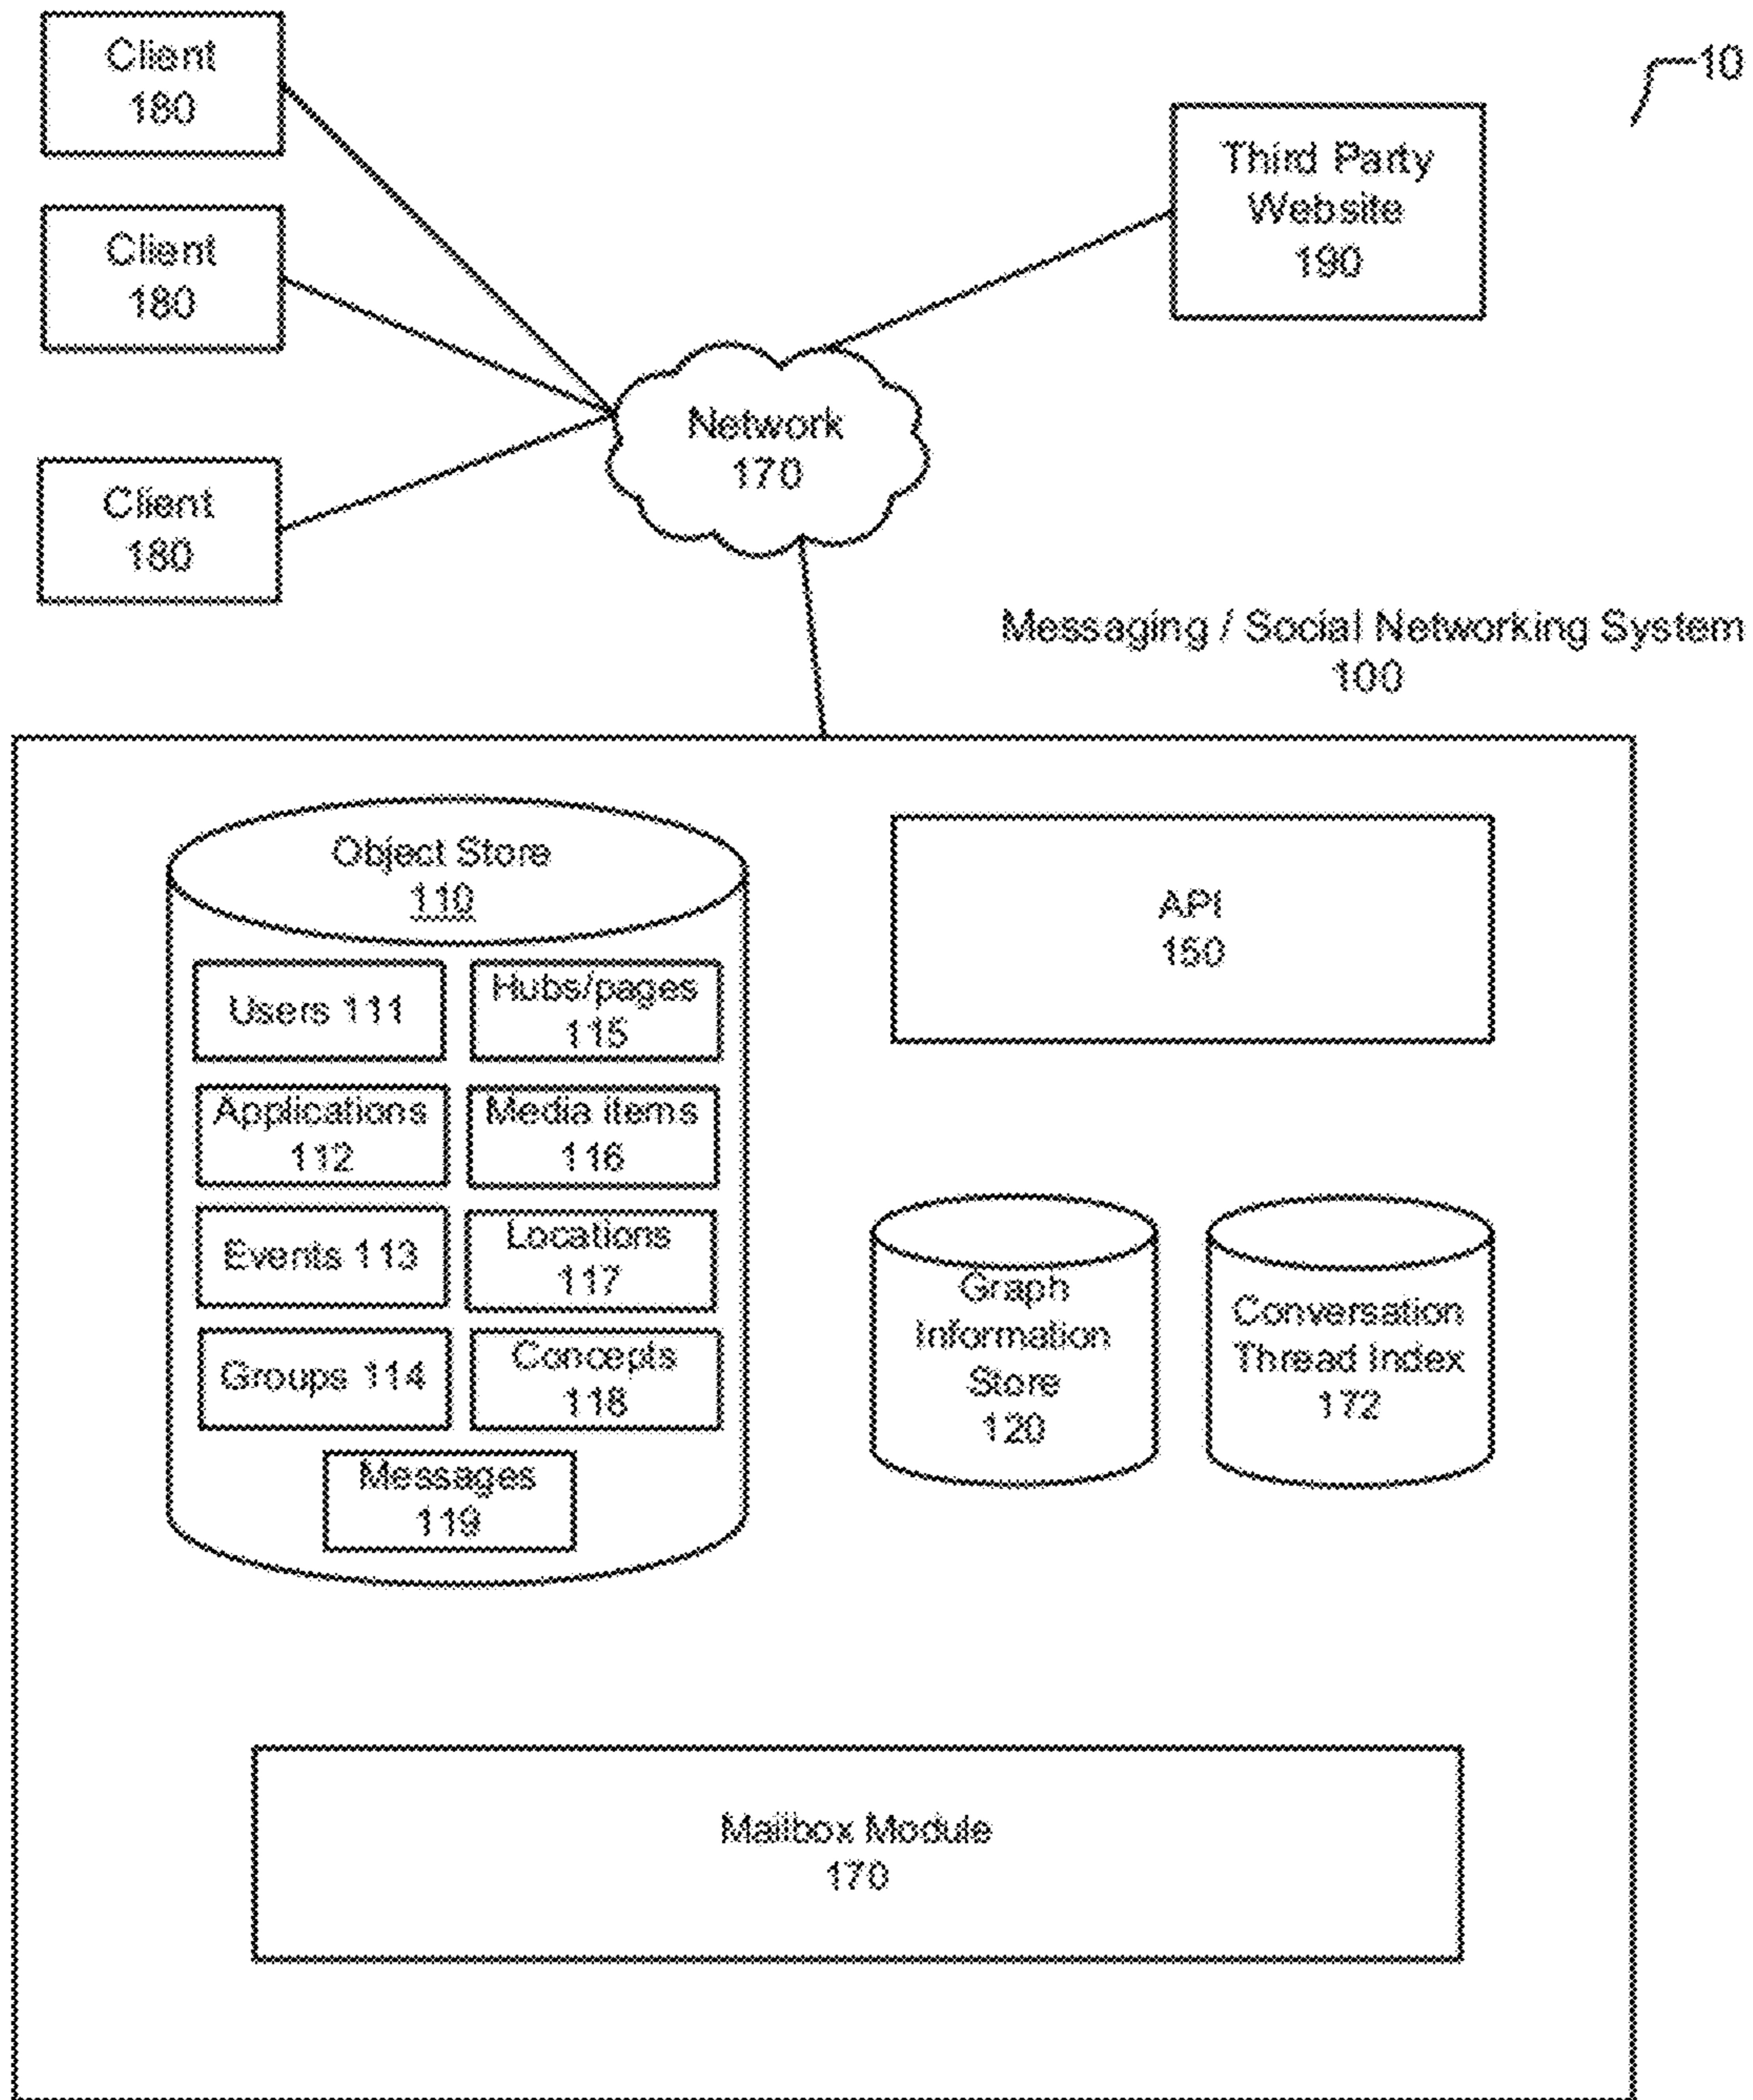 Client
180
10
Third Party
Website
190
Client
180
Network
170
Client
180
Messaging / Social Networking System
100
Object Store
110
Users 111
Hubs/pages
115
Applications
112
Media items
116
Events 113
Locations
117
Groups 114
Concepts
118
Messages
119
API
150
Graph
Information
Store
120
Conversation
Thread Index
172
Mailbox Module
170